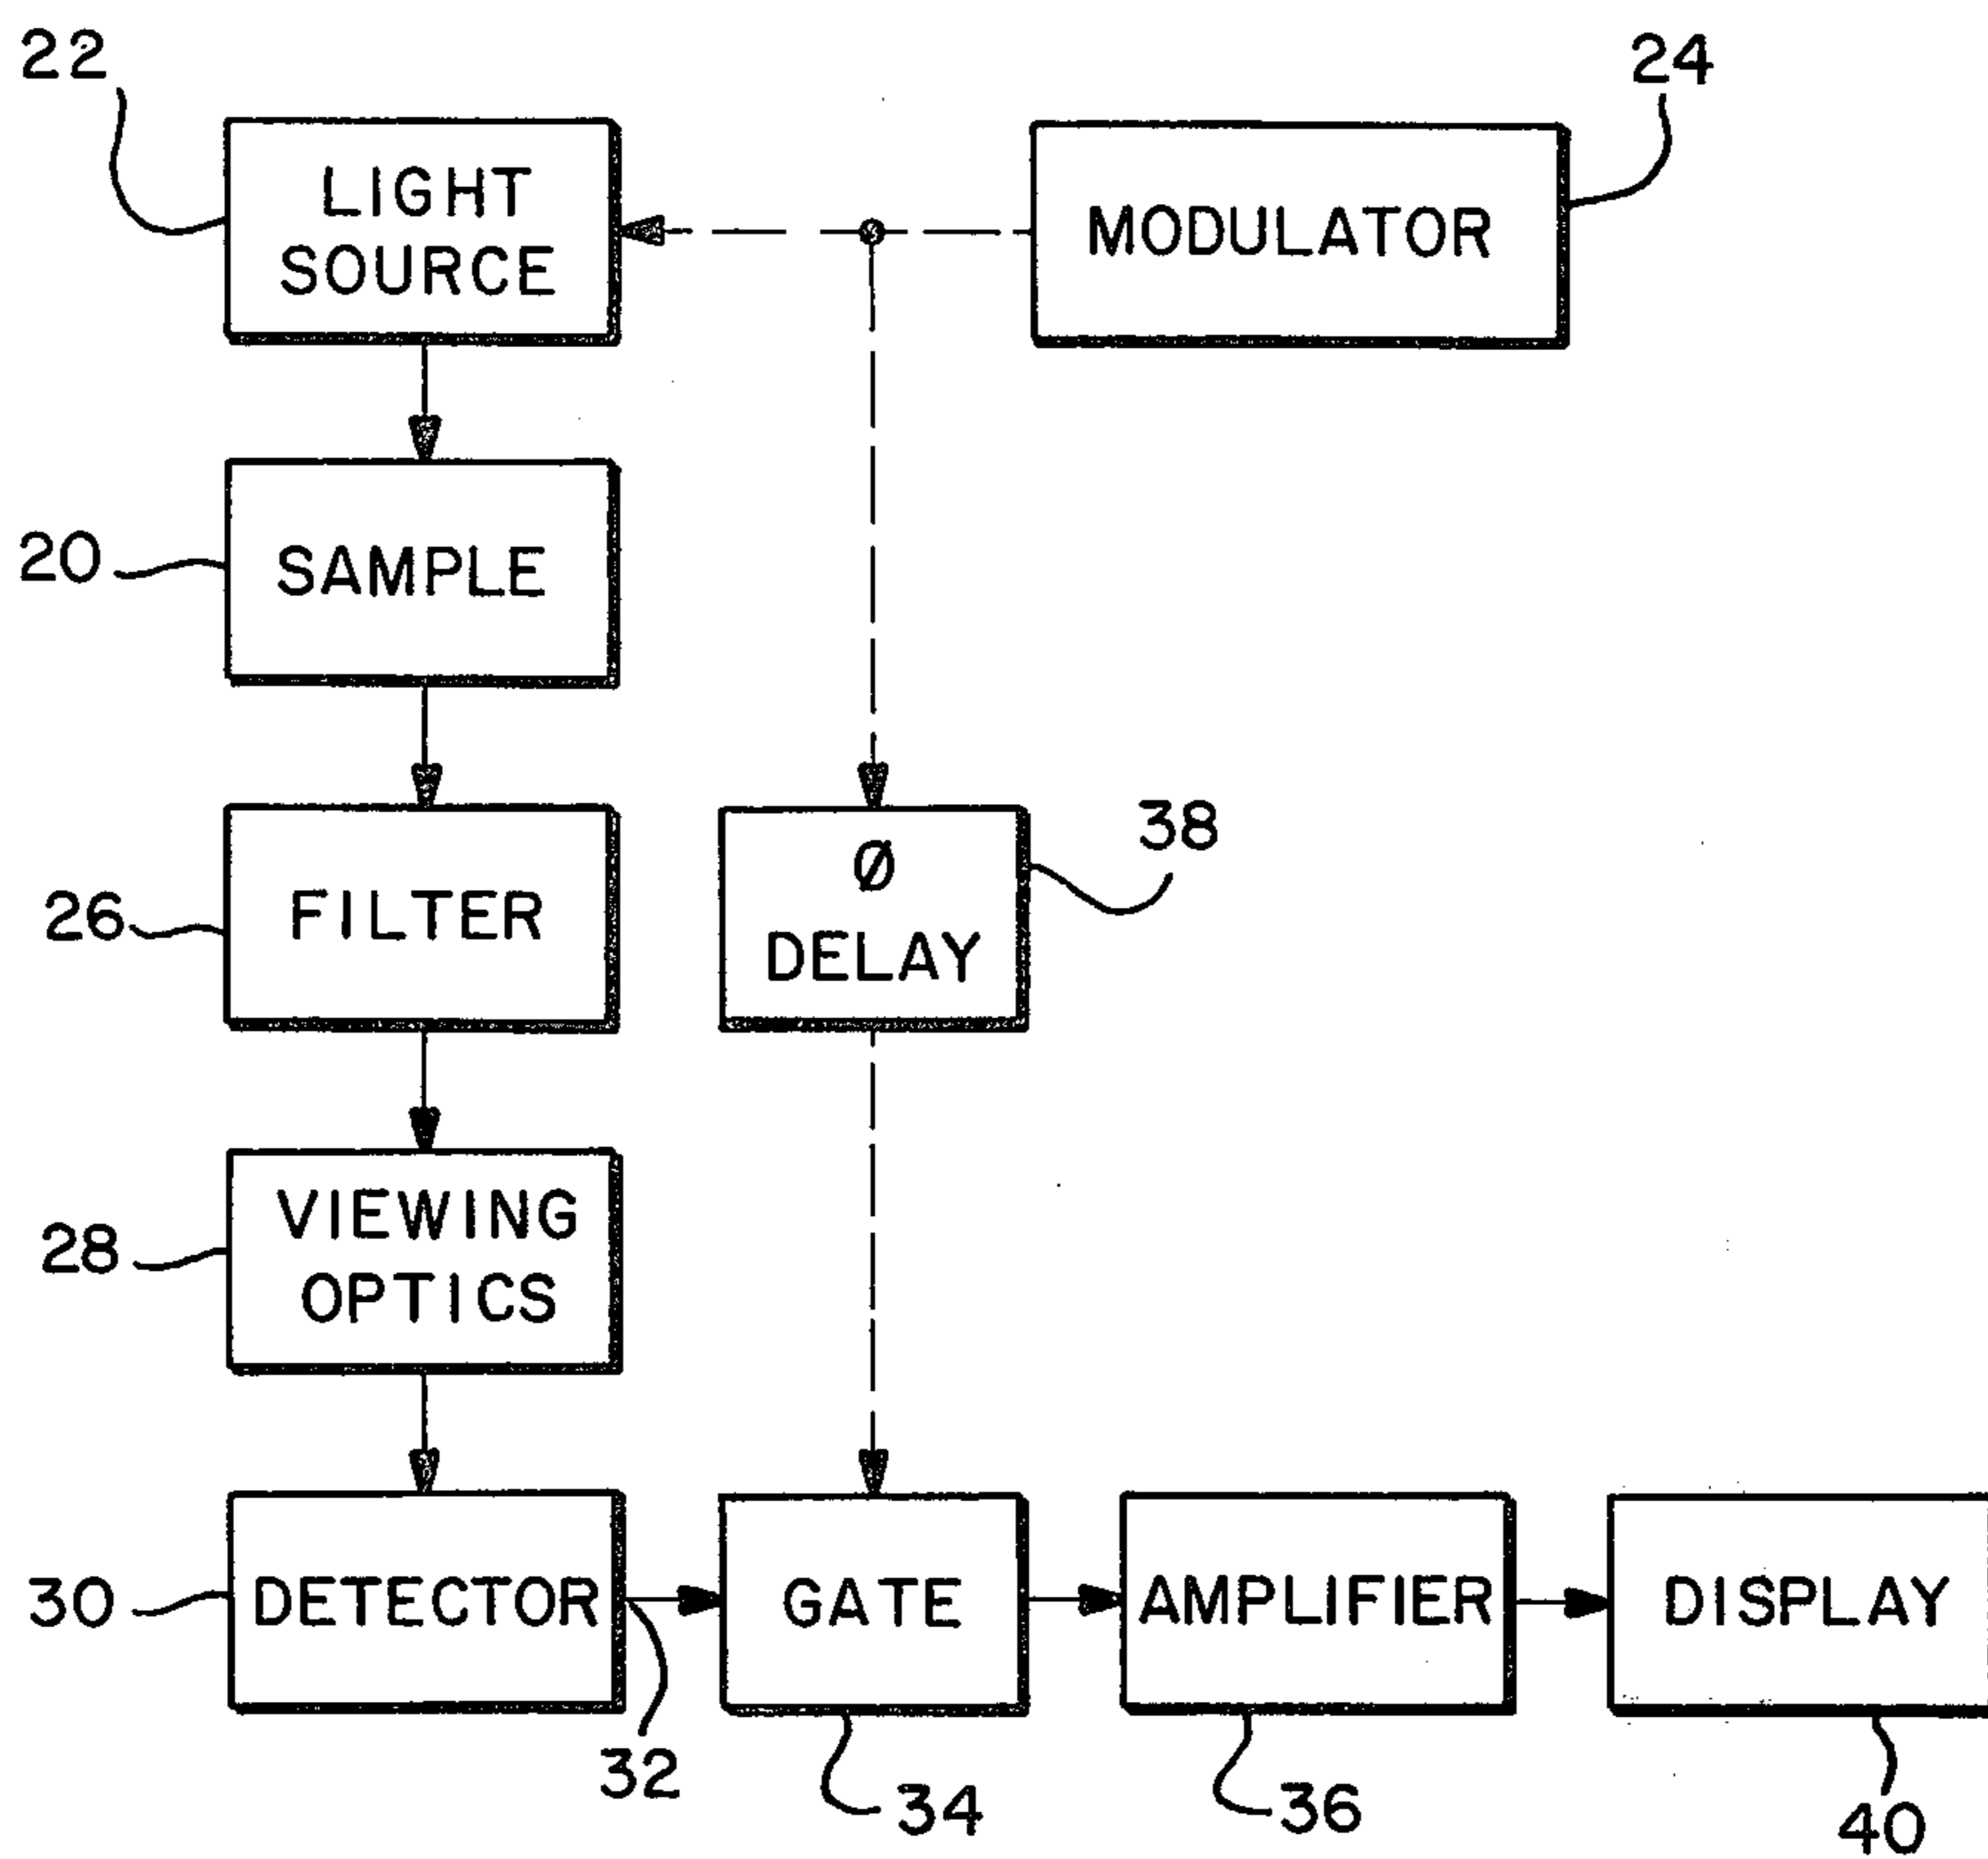 22
24
LIGHT
SOURCE
MODULATOR
20
SAMPLE
38
Ø
DELAY
26
FILTER
28
VIEWING
OPTICS
30
DETECTOR
GATE
AMPLIFIER
DISPLAY
32
34
36
40